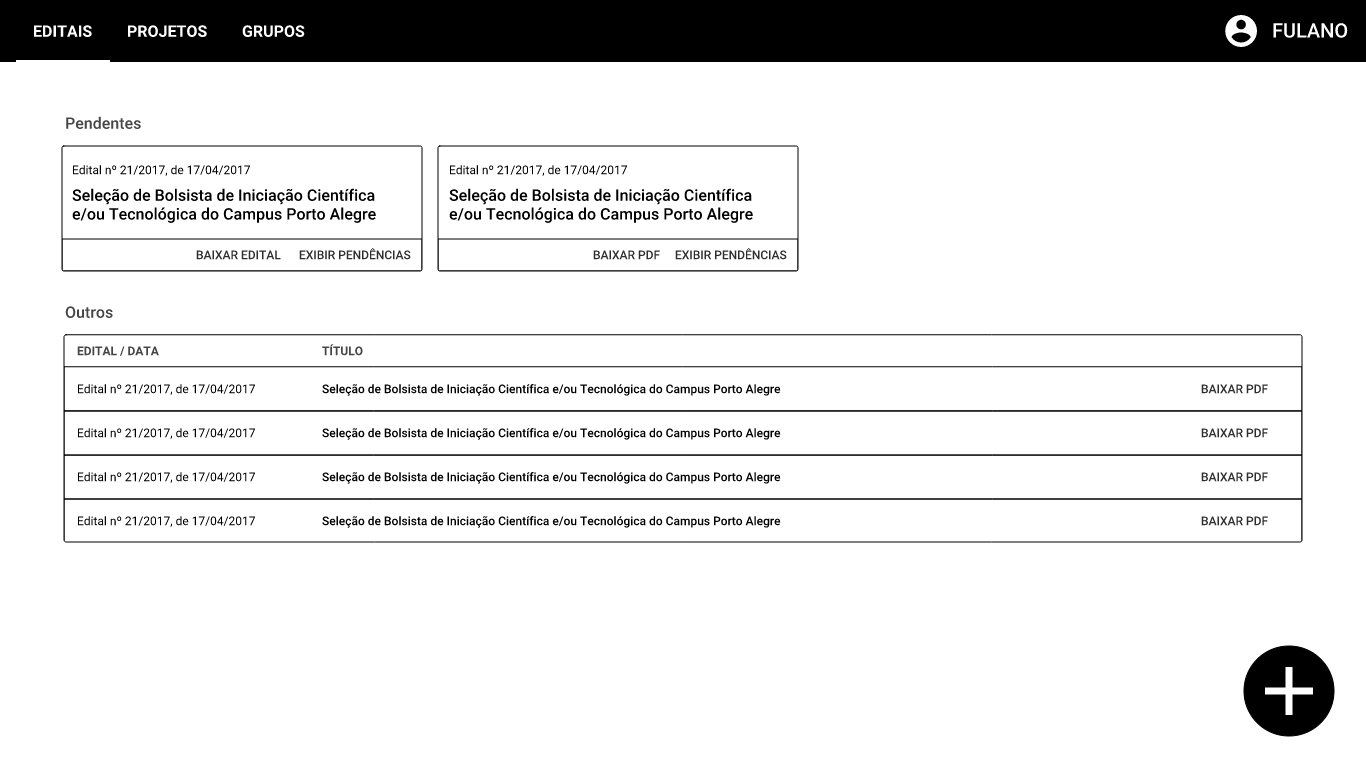 EDITAIS PROJETOS GRUPOS FULANO
Pendentes
Edital nº 21/2017, de 17/04/2017
Seleção de Bolsista de Iniciação Científica
e/ou Tecnológica do Campus Porto Alegre
BAIXAR EDITAL EXIBIR PENDÊNCIAS
Edital nº 21/2017, de 17/04/2017
Seleção de Bolsista de Iniciação Científica
e/ou Tecnológica do Campus Porto Alegre
BAIXAR PDF EXIBIR PENDÊNCIAS
Outros
EDITAL / DATA TÍTULO
Edital nº 21/2017, de 17/04/2017 Seleção de Bolsista de Iniciação Científica e/ou Tecnológica do Campus Porto Alegre BAIXAR PDF
Edital nº 21/2017, de 17/04/2017 Seleção de Bolsista de Iniciação Científica e/ou Tecnológica do Campus Porto Alegre BAIXAR PDF
Edital nº 21/2017, de 17/04/2017 Seleção de Bolsista de Iniciação Científica e/ou Tecnológica do Campus Porto Alegre BAIXAR PDF
Edital nº 21/2017, de 17/04/2017 Seleção de Bolsista de Iniciação Científica e/ou Tecnológica do Campus Porto Alegre BAIXAR PDF